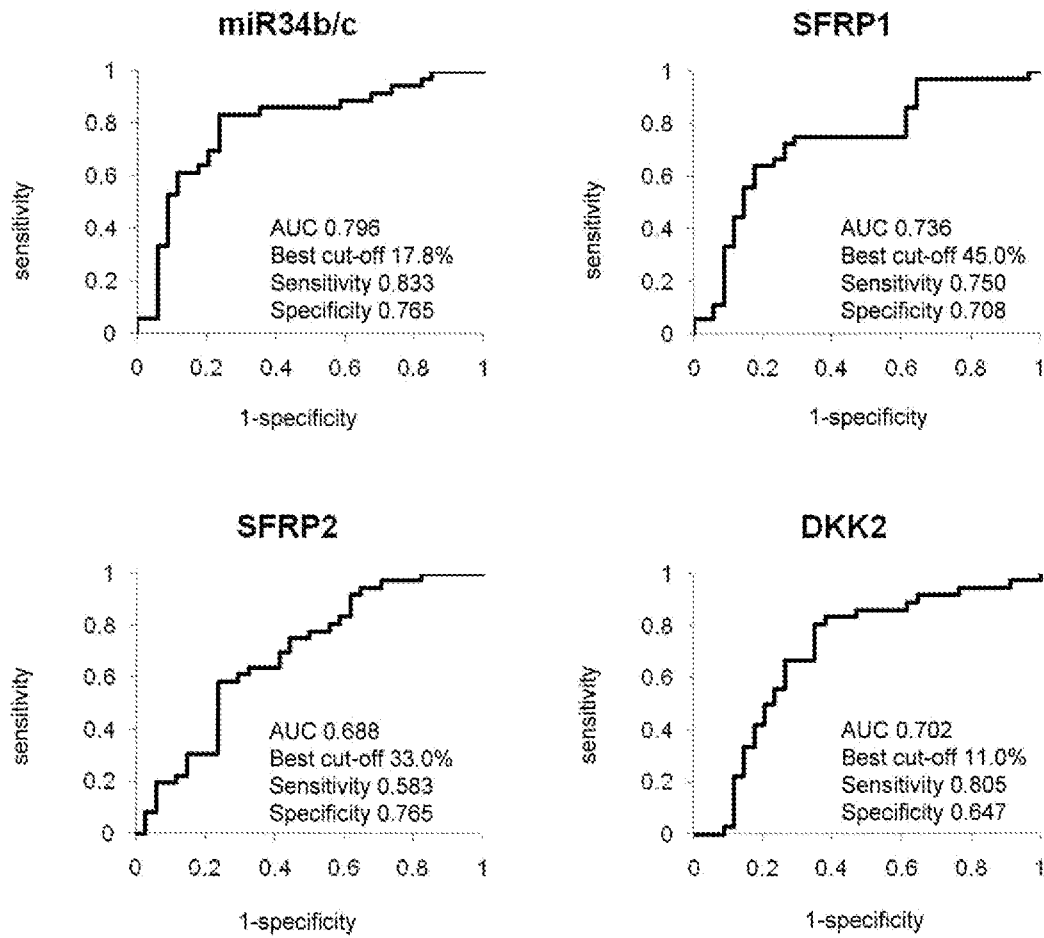 miR34b/c
1
0.8
0.6
0.4
0.2
0
sensitivity
AUC 0.796
Best cut-off 17.8%
Sensitivity 0.833
Specificity 0.765
0 0.2 0.4 0.6 0.8 1
1-specificity
SFRP1
1
0.8
0.6
0.4
0.2
0
sensitivity
AUC 0.736
Best cut-off 45.0%
Sensitivity 0.750
Specificity 0.708
0 0.2 0.4 0.6 0.8 1
1-specificity
SFRP2
1
0.8
0.6
0.4
0.2
0
sensitivity
AUC 0.688
Best cut-off 33.0%
Sensitivity 0.583
Specificity 0.765
0 0.2 0.4 0.6 0.8 1
1-specificity
DKK2
1
0.8
0.6
0.4
0.2
0
sensitivity
AUC 0.702
Best cut-off 11.0%
Sensitivity 0.805
Specificity 0.647
0 0.2 0.4 0.6 0.8 1
1-specificity